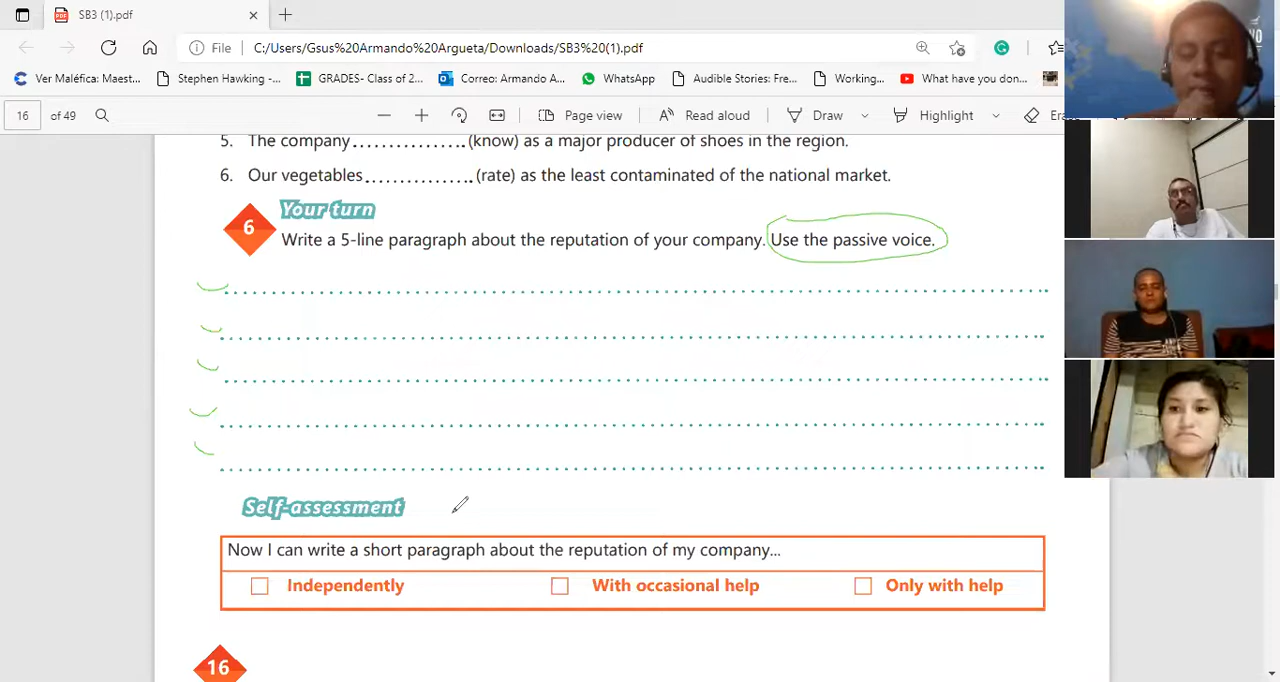 SB3 (1).pdf
File C:/Users/Gsus%20Armando%20Argueta/Downloads/SB3%20(1).pdf
Ver Maléfica: Maest... Stephen Hawking -... GRADES- Class of 2... Correo: Armando A... WhatsApp Audible Stories: Fre... Working... What have you don...
16 of 49 Page view Read aloud Draw Highlight
5. The company................(know) as a major producer of shoes in the region.
6. Our vegetables................(rate) as the least contaminated of the national market.
6 Your turn
Write a 5-line paragraph about the reputation of your company. Use the passive voice.
Self-assessment
Now I can write a short paragraph about the reputation of my company...
Independently With occasional help Only with help
16